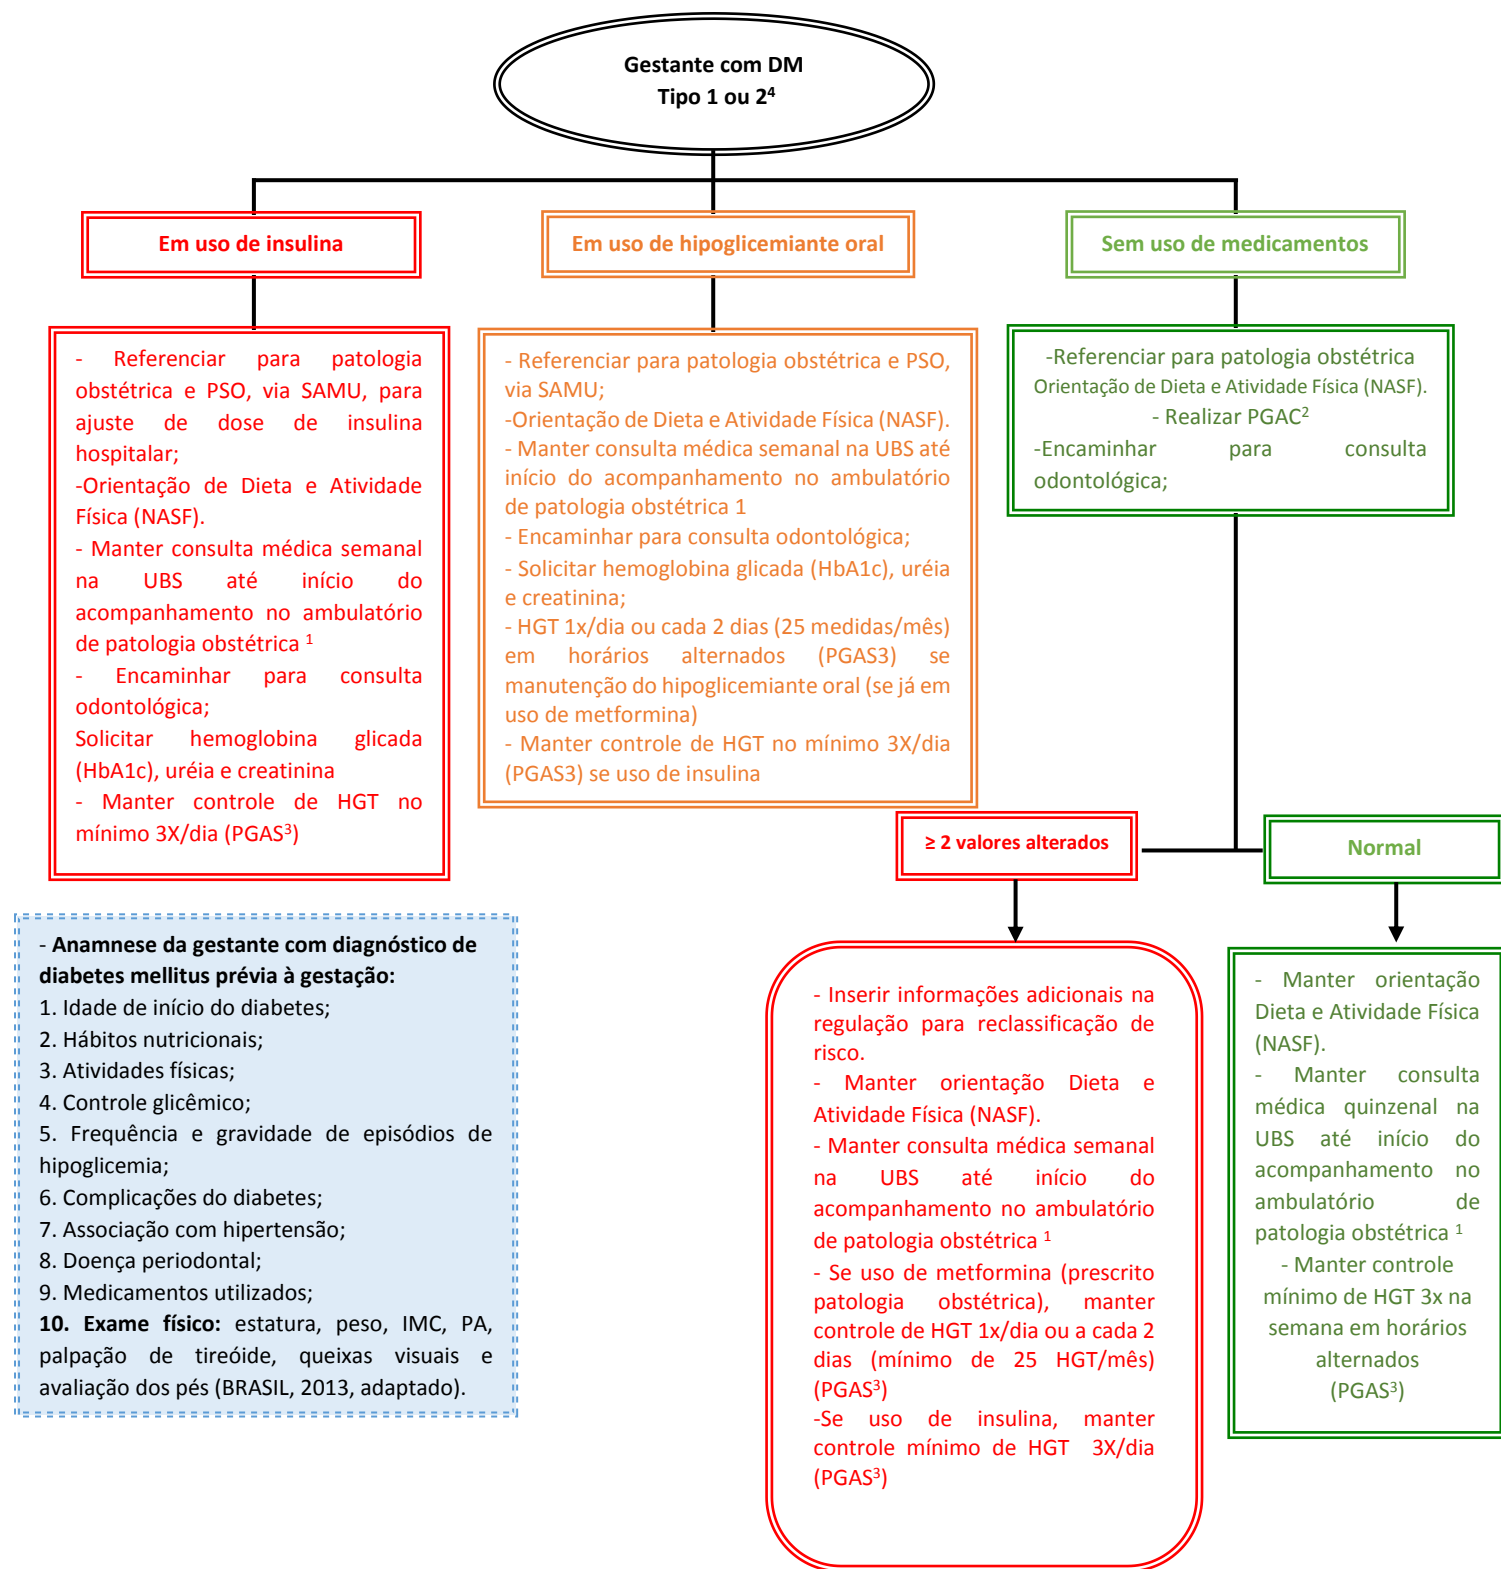 Gestante com DM
Tipo 1 ou 2⁴
Em uso de insulina
Em uso de hipoglicemiante oral
Sem uso de medicamentos
- Referenciar para patologia
obstétrica e PSO, via SAMU, para
ajuste de dose de insulina
hospitalar;
-Orientação de Dieta e Atividade
Física (NASF).
- Manter consulta médica semanal
na UBS até início do
acompanhamento no ambulatório
de patologia obstétrica ¹
- Encaminhar para consulta
odontológica;
Solicitar hemoglobina glicada
(HbA1c), uréia e creatinina
- Manter controle de HGT no
mínimo 3X/dia (PGAS³)
- Referenciar para patologia obstétrica e PSO,
via SAMU;
-Orientação de Dieta e Atividade Física (NASF).
- Manter consulta médica semanal na UBS até
início do acompanhamento no ambulatório
de patologia obstétrica 1
- Encaminhar para consulta odontológica;
- Solicitar hemoglobina glicada (HbA1c), uréia
e creatinina;
- HGT 1x/dia ou cada 2 dias (25 medidas/mês)
em horários alternados (PGAS3) se
manutenção do hipoglicemiante oral (se já em
uso de metformina)
- Manter controle de HGT no mínimo 3X/dia
(PGAS3) se uso de insulina
-Referenciar para patologia obstétrica
Orientação de Dieta e Atividade Física (NASF).
- Realizar PGAC²
-Encaminhar para consulta
odontológica;
≥ 2 valores alterados
Normal
- Anamnese da gestante com diagnóstico de
diabetes mellitus prévia à gestação:
1. Idade de início do diabetes;
2. Hábitos nutricionais;
3. Atividades físicas;
4. Controle glicêmico;
5. Frequência e gravidade de episódios de
hipoglicemia;
6. Complicações do diabetes;
7. Associação com hipertensão;
8. Doença periodontal;
9. Medicamentos utilizados;
10. Exame físico: estatura, peso, IMC, PA,
palpação de tireóide, queixas visuais e
avaliação dos pés (BRASIL, 2013, adaptado).
- Inserir informações adicionais na
regulação para reclassificação de
risco.
- Manter orientação Dieta e
Atividade Física (NASF).
- Manter consulta médica semanal
na UBS até início do
acompanhamento no ambulatório
de patologia obstétrica ¹
- Se uso de metformina (prescrito
patologia obstétrica), manter
controle de HGT 1x/dia ou a cada 2
dias (mínimo de 25 HGT/mês)
(PGAS³)
-Se uso de insulina, manter
controle mínimo de HGT 3X/dia
(PGAS³)
- Manter orientação
Dieta e Atividade Física
(NASF).
- Manter consulta
médica quinzenal na
UBS até início do
acompanhamento no
ambulatório de
patologia obstétrica ¹
- Manter controle
mínimo de HGT 3x na
semana em horários
alternados
(PGAS³)